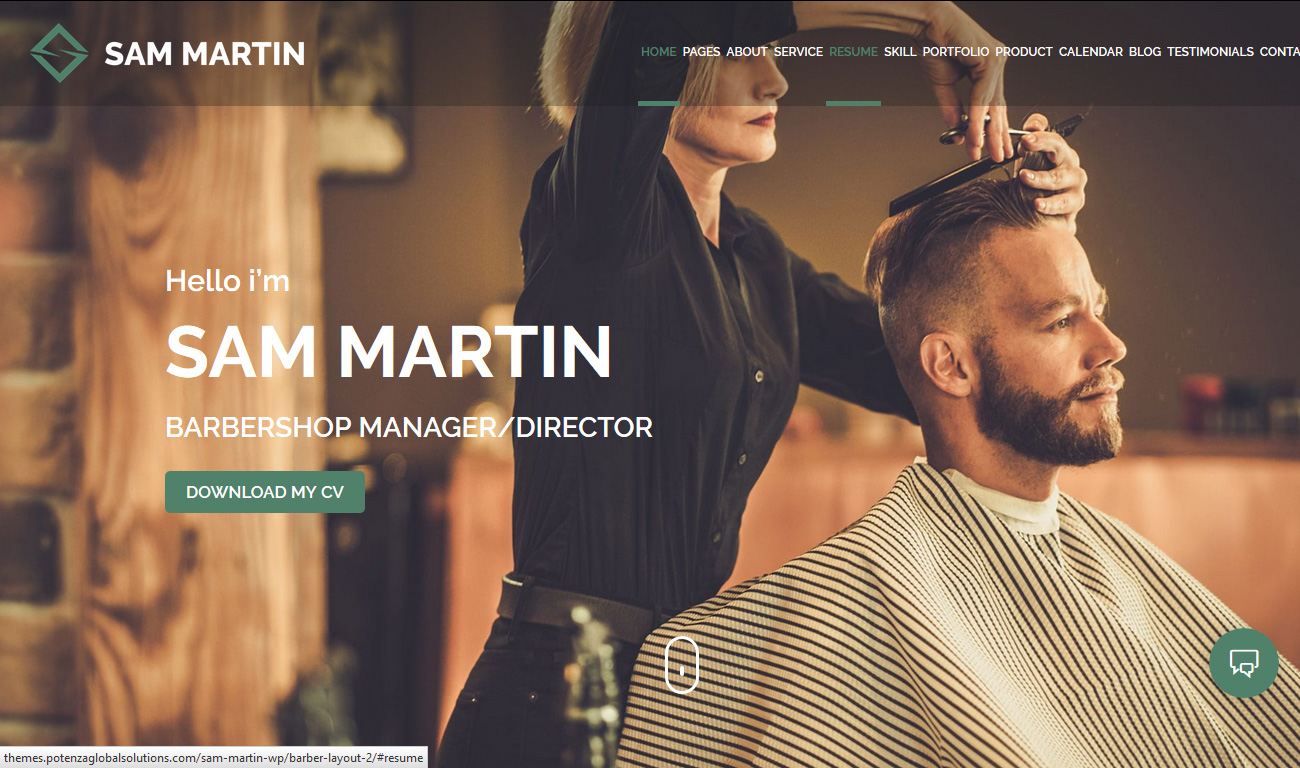 SAM MARTIN
HOME PAGES ABOUT SERVICE RESUME SKILL PORTFOLIO PRODUCT CALENDAR BLOG TESTIMONIALS CONTA
Hello i’m
SAM MARTIN
BARBERSHOP MANAGER/DIRECTOR
DOWNLOAD MY CV
themes.potenzaglobalsolutions.com/sam-martin-wp/barber-layout-2/#resume